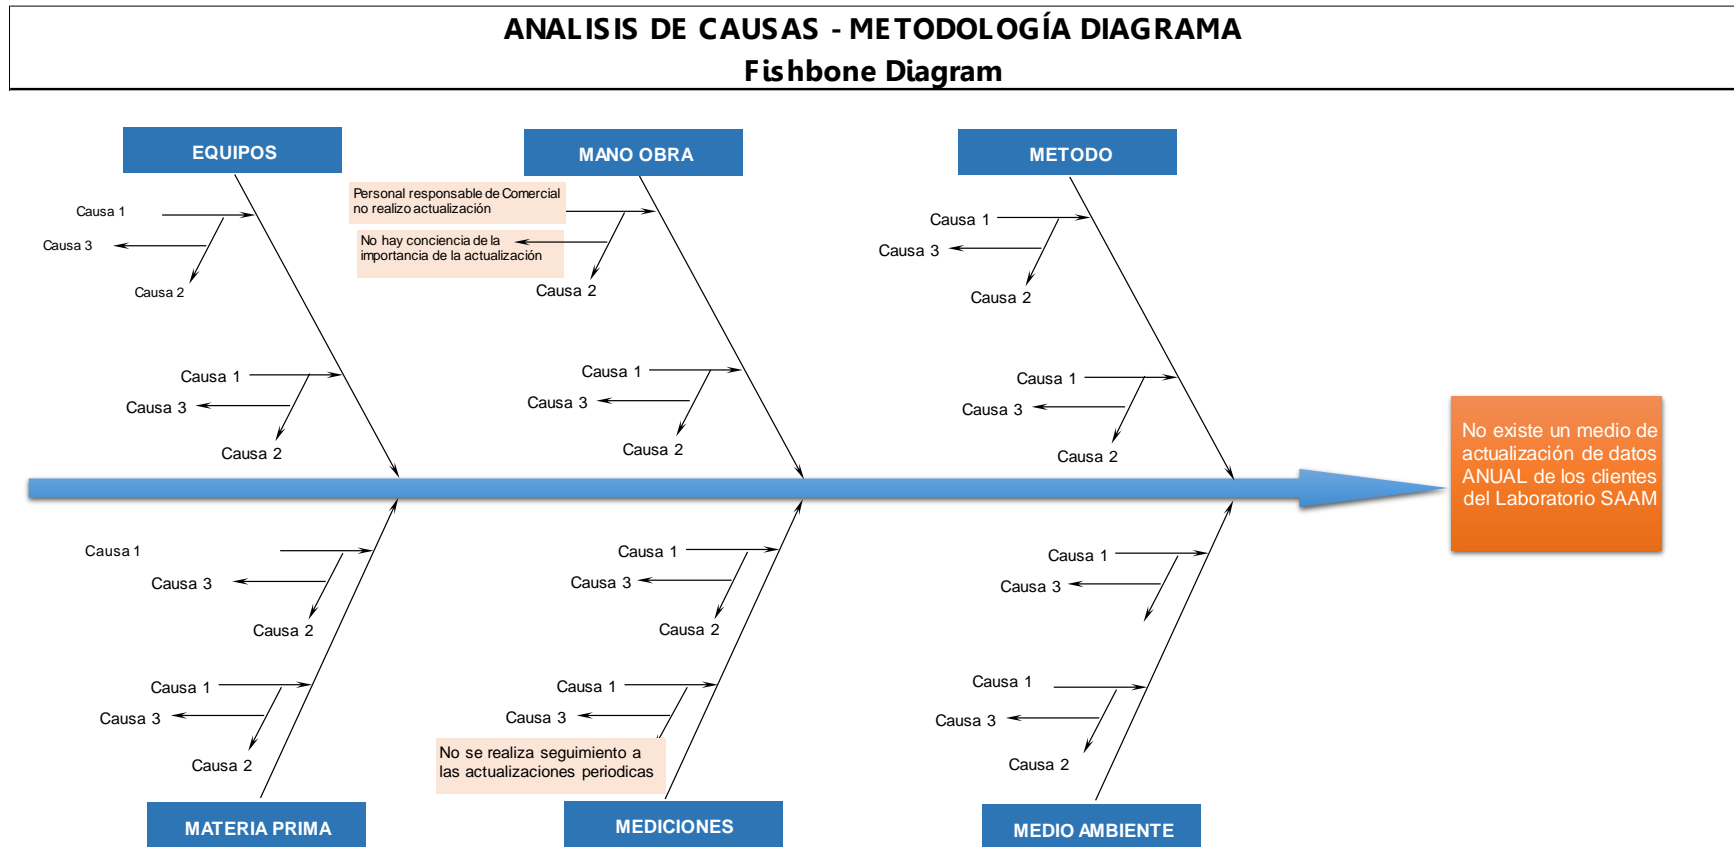 ANALISIS DE CAUSAS - METODOLOGÍA DIAGRAMA
Fishbone Diagram
EQUIPOS
MANO OBRA
METODO
Causa 1
Causa 3
Causa 2
Causa 1
Causa 3
Causa 2
Personal responsable de Comercial
no realizo actualización
No hay conciencia de la
importancia de la actualización
Causa 2
Causa 1
Causa 3
Causa 2
Causa 1
Causa 3
Causa 2
Causa 1
Causa 3
Causa 2
No existe un medio de
actualización de datos
ANUAL de los clientes
del Laboratorio SAAM
Causa 1
Causa 3
Causa 2
Causa 1
Causa 3
Causa 2
Causa 1
Causa 3
Causa 2
Causa 1
Causa 3
No se realiza seguimiento a
las actualizaciones periodicas
Causa 1
Causa 3
Causa 1
Causa 3
Causa 2
MATERIA PRIMA
MEDICIONES
MEDIO AMBIENTE